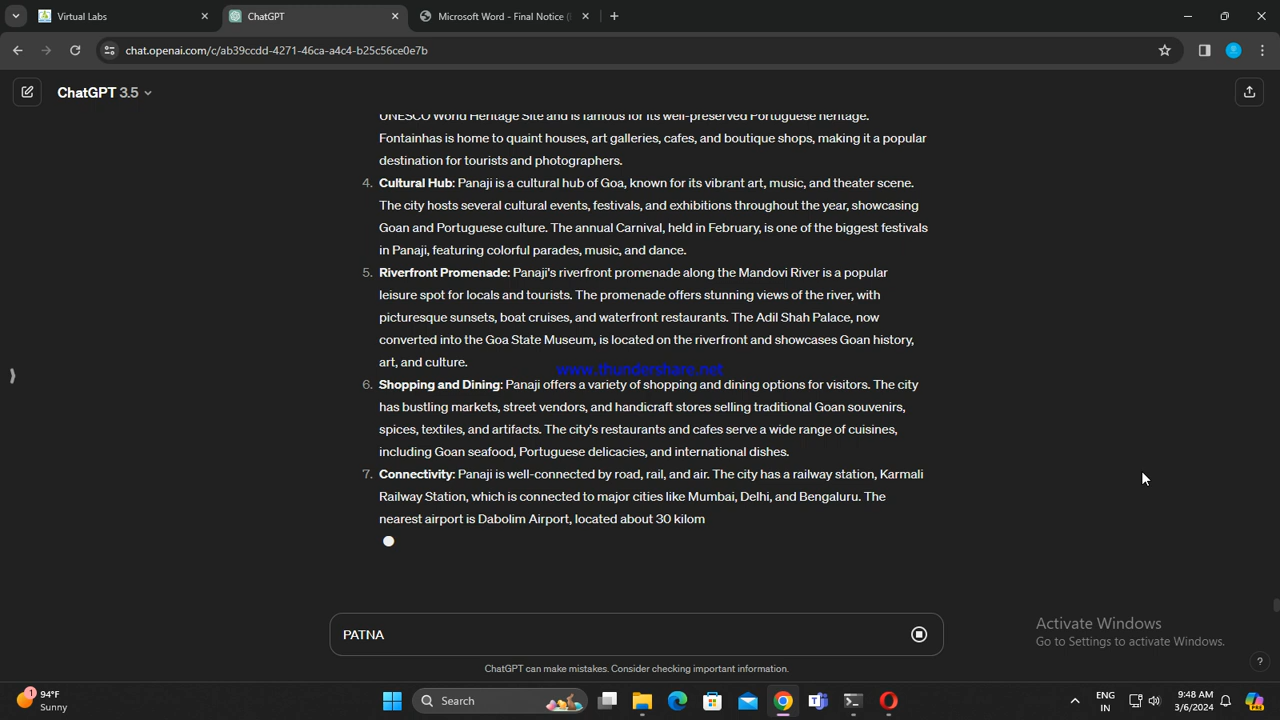 Virtual Labs
ChatGPT
Microsoft Word - Final Notice (
chat.openai.com/c/ab39ccdd-4271-46ca-a4c4-b25c56ce0e7b
ChatGPT 3.5
UNESCO World Heritage Site and is famous for its well-preserved Portuguese heritage.
Fontainhas is home to quaint houses, art galleries, cafes, and boutique shops, making it a popular
destination for tourists and photographers.
4. Cultural Hub: Panaji is a cultural hub of Goa, known for its vibrant art, music, and theater scene.
The city hosts several cultural events, festivals, and exhibitions throughout the year, showcasing
Goan and Portuguese culture. The annual Carnival, held in February, is one of the biggest festivals
in Panaji, featuring colorful parades, music, and dance.
5. Riverfront Promenade: Panaji's riverfront promenade along the Mandovi River is a popular
leisure spot for locals and tourists. The promenade offers stunning views of the river, with
picturesque sunsets, boat cruises, and waterfront restaurants. The Adil Shah Palace, now
converted into the Goa State Museum, is located on the riverfront and showcases Goan history,
art, and culture.
www.thundershare.net
6. Shopping and Dining: Panaji offers a variety of shopping and dining options for visitors. The city
has bustling markets, street vendors, and handicraft stores selling traditional Goan souvenirs,
spices, textiles, and artifacts. The city's restaurants and cafes serve a wide range of cuisines,
including Goan seafood, Portuguese delicacies, and international dishes.
7. Connectivity: Panaji is well-connected by road, rail, and air. The city has a railway station, Karmali
Railway Station, which is connected to major cities like Mumbai, Delhi, and Bengaluru. The
nearest airport is Dabolim Airport, located about 30 kilom
PATNA
Activate Windows
Go to Settings to activate Windows.
ChatGPT can make mistakes. Consider checking important information.
?
1
94°F
Sunny
Search
ENG
IN
9:48 AM
3/6/2024
PRE